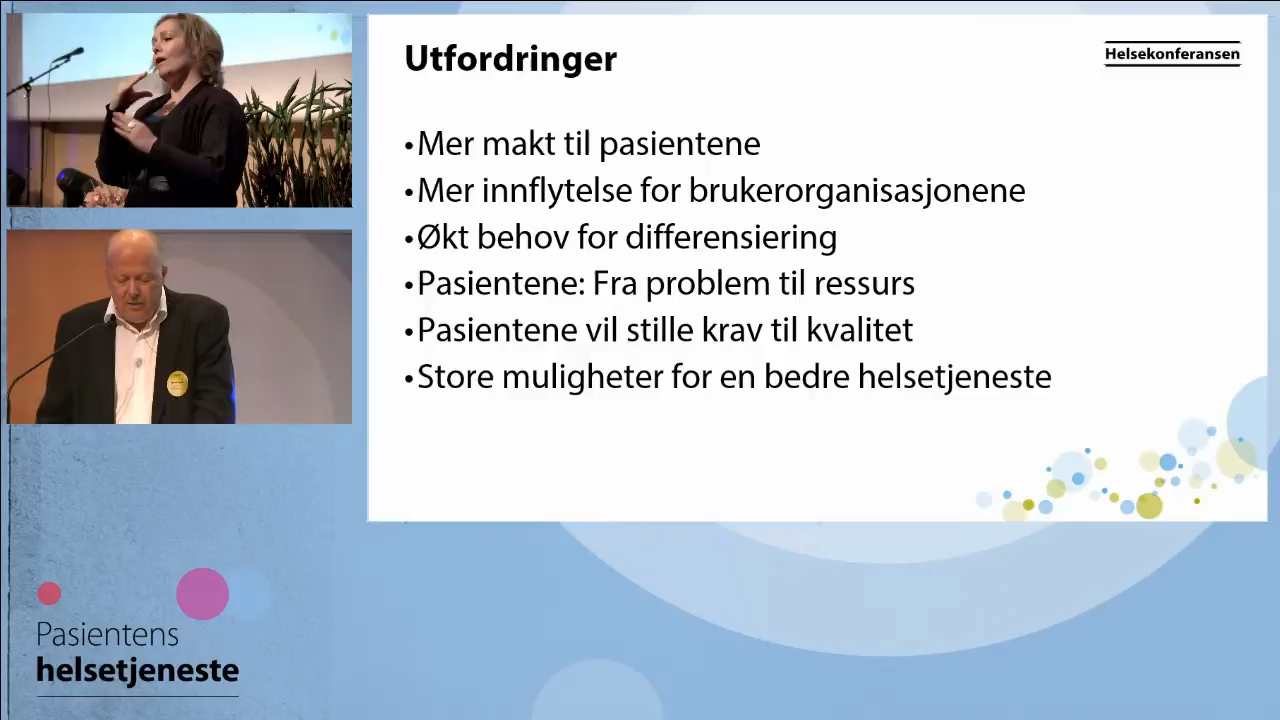 Utfordringer
Helsekonferansen
•Mer makt til pasientene
•Mer innflytelse for brukerorganisasjonene
•Økt behov for differensiering
•Pasientene: Fra problem til ressurs
•Pasientene vil stille krav til kvalitet
•Store muligheter for en bedre helsetjeneste
Pasientens
helsetjeneste